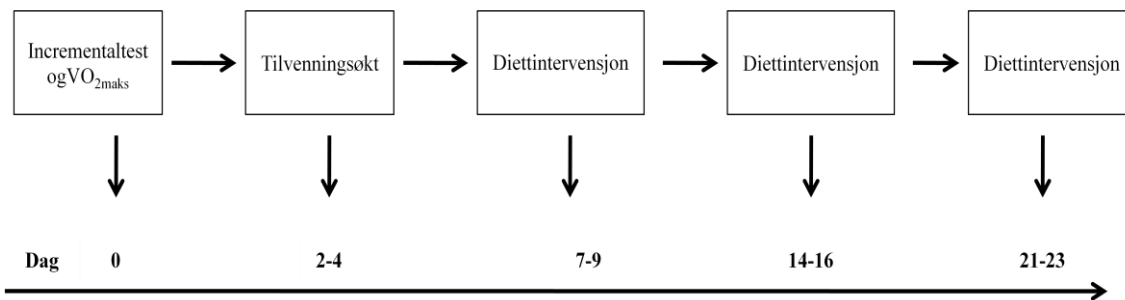 Incrementaltest
ogVO2maks
Tilvenningsøkt
Diettintervensjon
Diettintervensjon
Diettintervensjon
Dag 0 2-4 7-9 14-16 21-23